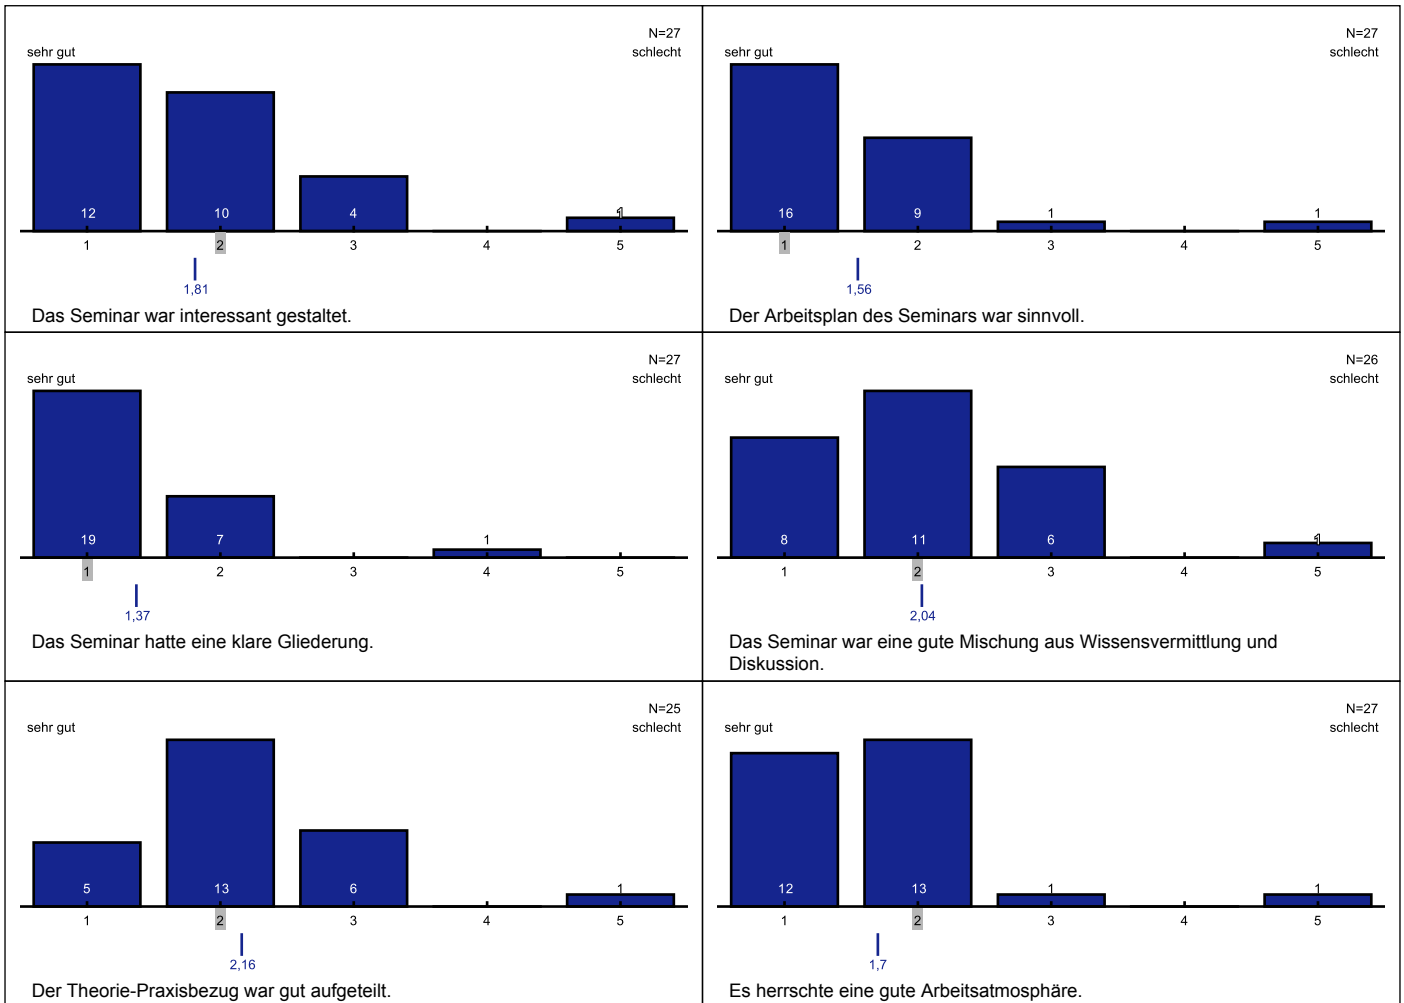 N=27
sehr gut schlecht
12 10 4 1
1 2 3 4 5
1,81
Das Seminar war interessant gestaltet.
N=27
sehr gut schlecht
16 9 1 1
1 2 3 4 5
1,56
Der Arbeitsplan des Seminars war sinnvoll.
N=27
sehr gut schlecht
19 7 1
1 2 3 4 5
1,37
Das Seminar hatte eine klare Gliederung.
N=26
sehr gut schlecht
8 11 6 1
1 2 3 4 5
2,04
Das Seminar war eine gute Mischung aus Wissensvermittlung und
Diskussion.
N=25
sehr gut schlecht
5 13 6 1
1 2 3 4 5
2,16
Der Theorie-Praxisbezug war gut aufgeteilt.
N=27
sehr gut schlecht
12 13 1 1
1 2 3 4 5
1,7
Es herrschte eine gute Arbeitsatmosphäre.